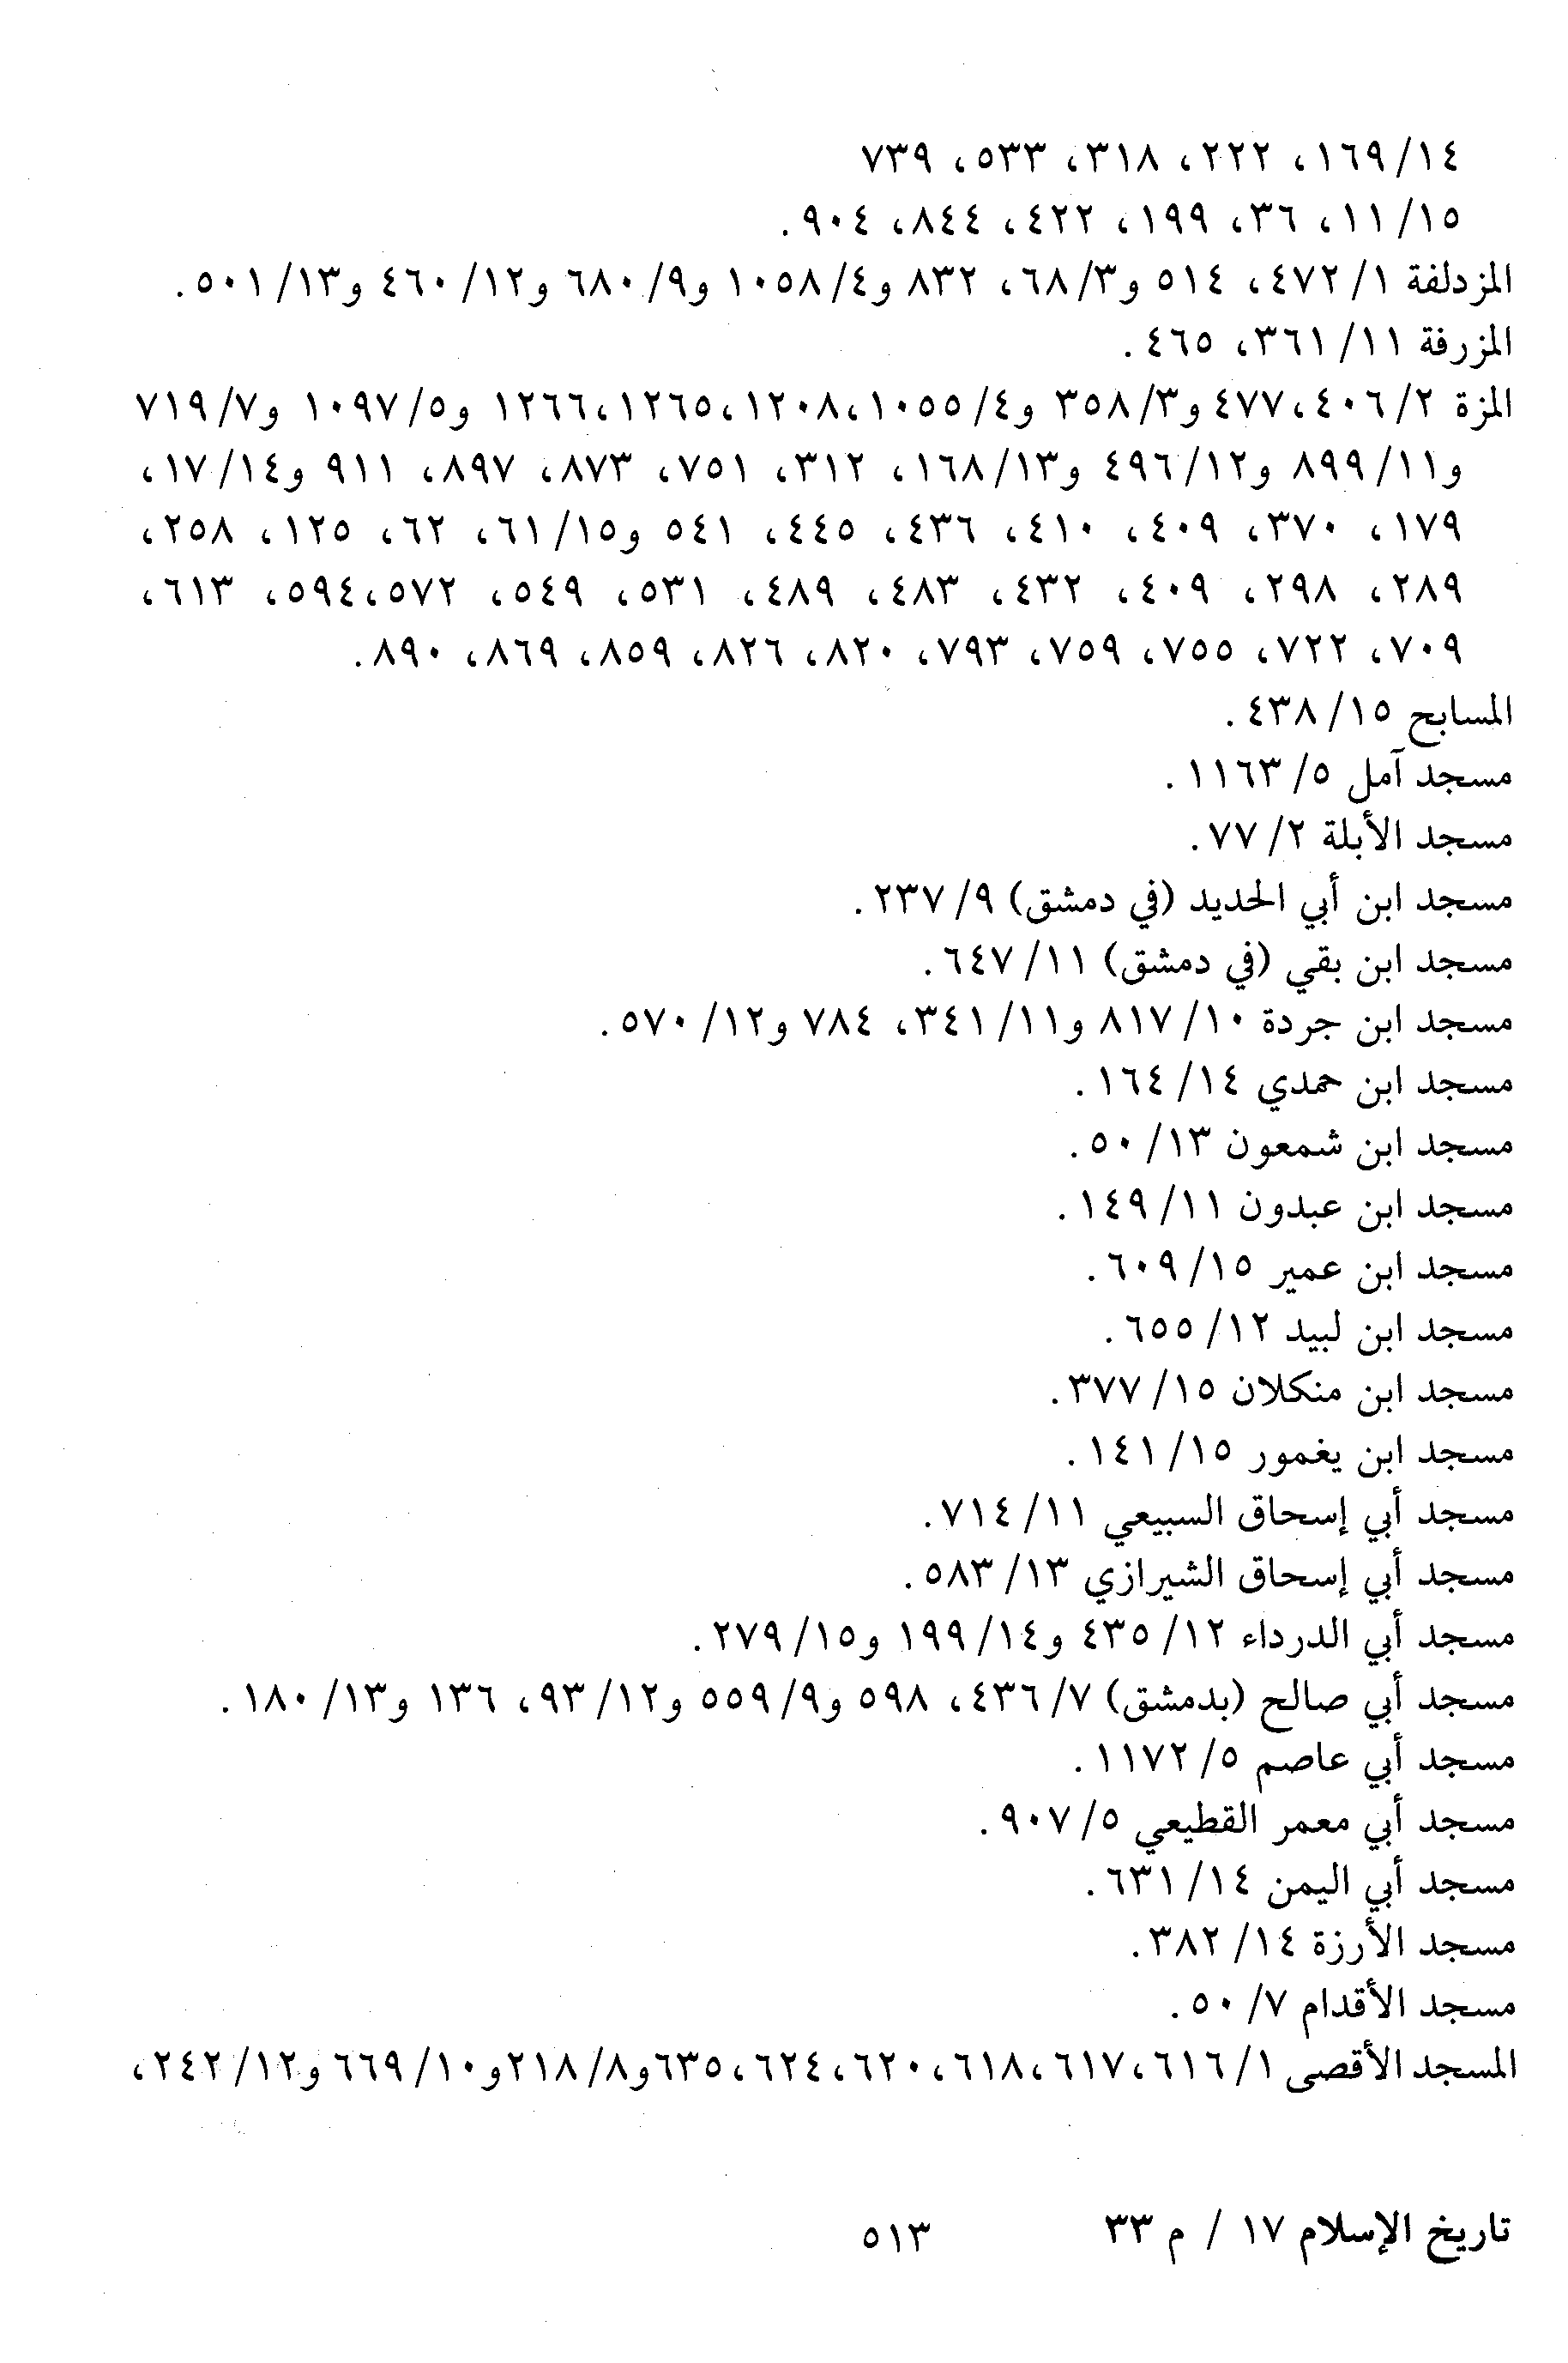 ١٤/ ١٦٩، ٢٢٢، ٣١٨، ٥٣٣، ٧٣٩
١٥/ ١١، ٣٦، ١٩٩، ٤٢٢، ٨٤٤، ٩٠٤.
المزدلفة ١/ ٤٧٢، ٥١٤ و٣/ ٦٨، ٨٣٢ و٤/ ١٠٥٨ و٩/ ٦٨٠ و١٢/ ٤٦٠ و١٣/ ٥٠١.
المزرفة ١١/ ٣٦١، ٤٦٥.
المزة ٢/ ٤٠٦،٤٧٧ و٣/ ٣٥٨ و٤/ ١٠٥٥،١٢٠٨،١٢٦٥،١٢٦٦ و٥/ ١٠٩٧ و٧/ ٧١٩
و١١/ ٨٩٩ و١٢/ ٤٩٦ و١٣/ ١٦٨، ٣١٢، ٧٥١، ٨٧٣، ٨٩٧، ٩١١ و١٤/ ١٧،
١٧٩، ٣٧٠، ٤٠٩، ٤١٠، ٤٣٦، ٤٤٥، ٥٤١ و١٥/ ٦١، ٦٢، ١٢٥، ٢٥٨،
٢٨٩، ٢٩٨، ٤٠٩، ٤٣٢، ٤٨٣، ٤٨٩، ٥٣١، ٥٤٩، ٥٧٢،٥٩٤، ٦١٣،
٧٠٩، ٧٢٢، ٧٥٥، ٧٥٩، ٧٩٣، ٨٢٠، ٨٢٦، ٨٥٩، ٨٦٩، ٨٩٠.
المسابح ١٥/ ٤٣٨.
مسجد آمل ٥/ ١١٦٣.
مسجد الأبلة ٢/ ٧٧.
مسجد ابن أبي الحديد (في دمشق) ٩/ ٢٣٧.
مسجد ابن بقي (في دمشق) ١١/ ٦٤٧.
مسجد ابن جردة ١٠/ ٨١٧ و١١/ ٣٤١، ٧٨٤ و١٢/ ٥٧٠.
مسجد ابن حمدي ١٤/ ١٦٤.
مسجد ابن شمعون ١٣/ ٥٠.
مسجد ابن عبدون ١١/ ١٤٩.
مسجد ابن عمير ١٥/ ٦٠٩.
مسجد ابن لبيد ١٢/ ٦٥٥.
مسجد ابن منكلان ١٥/ ٣٧٧.
مسجد ابن يغمور ١٥/ ١٤١.
مسجد أبي إسحاق السبيعي ١١/ ٧١٤.
مسجد أبي إسحاق الشيرازي ١٣/ ٥٨٣.
مسجد أبي الدرداء ١٢/ ٤٣٥ و١٤/ ١٩٩ و١٥/ ٢٧٩.
مسجد أبي صالح (بدمشق) ٧/ ٤٣٦، ٥٩٨ و٩/ ٥٥٩ و١٢/ ٩٣، ١٣٦ و١٣/ ١٨٠.
مسجد أبي عاصم ٥/ ١١٧٢.
مسجد أبي معمر القطيعي ٥/ ٩٠٧.
مسجد أبي اليمن ١٤/ ٦٣١.
مسجد الأرزة ١٤/ ٣٨٢.
مسجد الأقدام ٧/ ٥٠.
المسجد الأقصى ١/ ٦١٦،٦١٧،٦١٨،٦٢٠،٦٢٤،٦٣٥و٨/ ٢١٨و١٠/ ٦٦٩ و١٢/ ٢٤٢،
تاريخ الإسلام ١٧ / م ٣٣
٥١٣